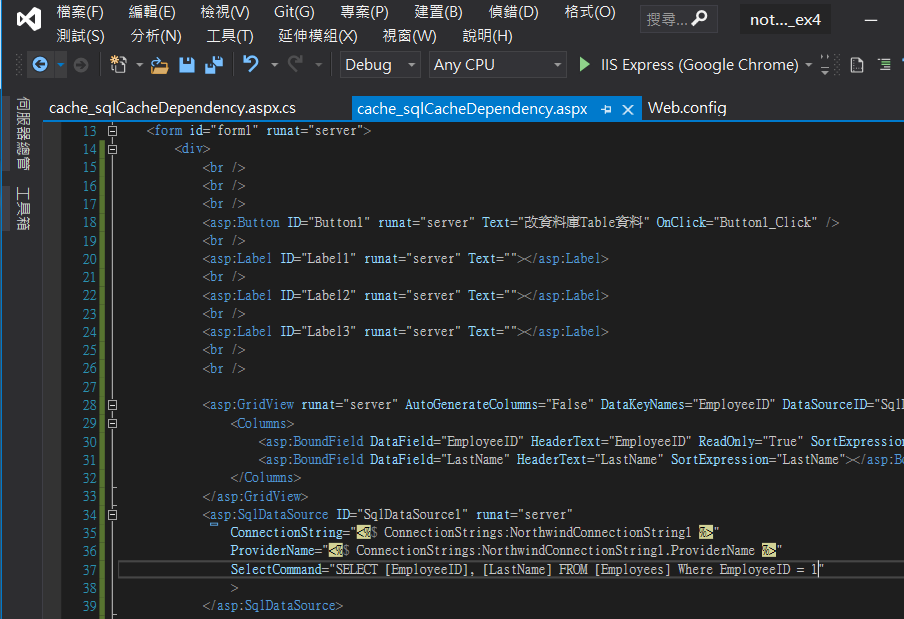 檔案(F) 編輯(E) 檢視(V) Git(G) 專案(P) 建置(B) 偵錯(D) 格式(O) 搜尋... not..._ex4
測試(S) 分析(N) 工具(T) 延伸模組(X) 視窗(W) 說明(H)
Debug Any CPU IIS Express (Google Chrome)
伺服器總管
工具箱
cache_sqlCacheDependency.aspx.cs cache_sqlCacheDependency.aspx Web.config
13 <form id="form1" runat="server">
14 <div>
15 <br />
16 <br />
17 <br />
18 <asp:Button ID="Button1" runat="server" Text="改資料庫Table資料" OnClick="Button1_Click" />
19 <br />
20 <asp:Label ID="Label1" runat="server" Text=""></asp:Label>
21 <br />
22 <asp:Label ID="Label2" runat="server" Text=""></asp:Label>
23 <br />
24 <asp:Label ID="Label3" runat="server" Text=""></asp:Label>
25 <br />
26 <br />
27
28 <asp:GridView runat="server" AutoGenerateColumns="False" DataKeyNames="EmployeeID" DataSourceID="Sql
29 <Columns>
30 <asp:BoundField DataField="EmployeeID" HeaderText="EmployeeID" ReadOnly="True" SortExpression
31 <asp:BoundField DataField="LastName" HeaderText="LastName" SortExpression="LastName"></asp:Bo
32 </Columns>
33 </asp:GridView>
34 <asp:SqlDataSource ID="SqlDataSource1" runat="server"
35 ConnectionString="<%$ ConnectionStrings:NorthwindConnectionString1 %>"
36 ProviderName="<%$ ConnectionStrings:NorthwindConnectionString1.ProviderName %>"
37 SelectCommand="SELECT [EmployeeID], [LastName] FROM [Employees] Where EmployeeID = 1"
38 >
39 </asp:SqlDataSource>